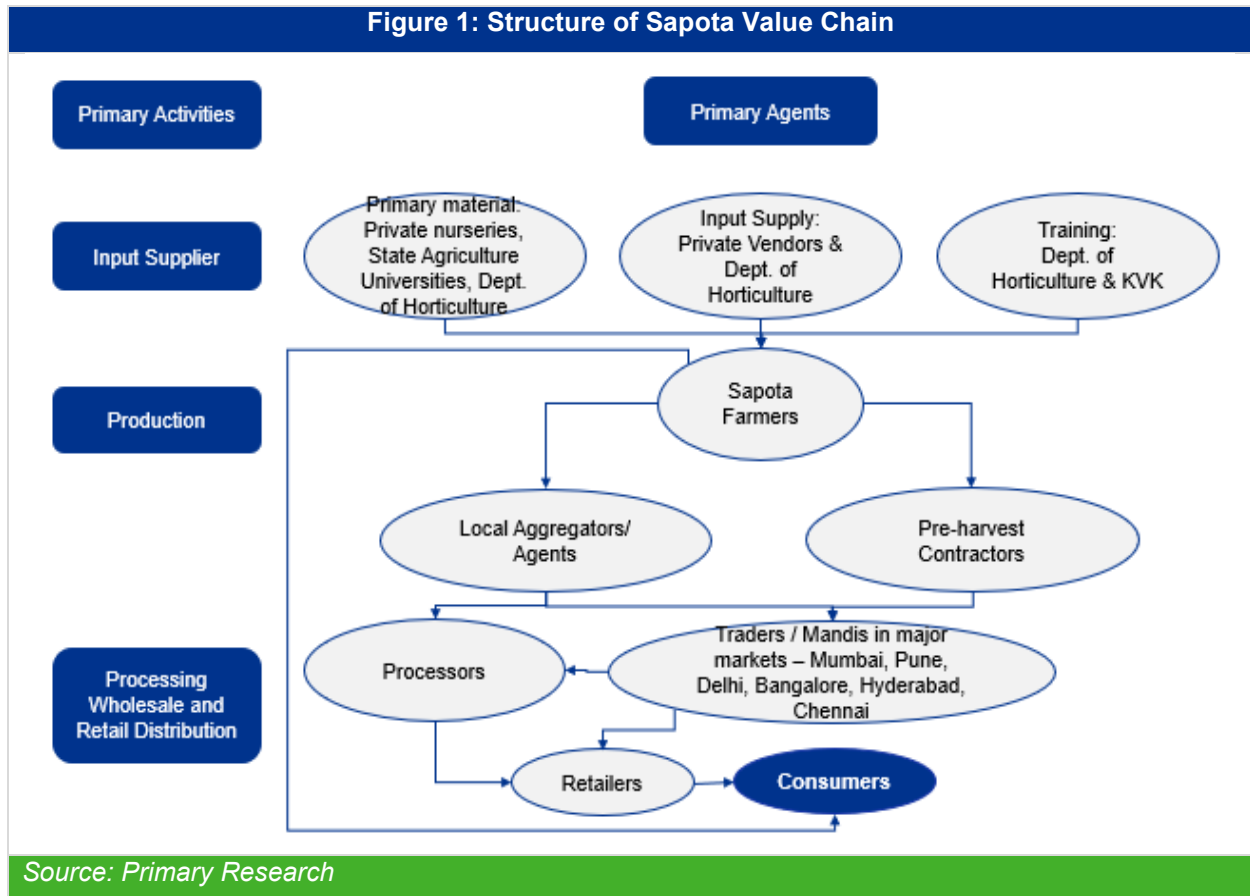 Figure 1: Structure of Sapota Value Chain
Primary Activities
Primary Agents
Input Supplier
Primary material:
Private nurseries,
State Agriculture
Universities, Dept.
of Horticulture
Input Supply:
Private Vendors &
Dept. of
Horticulture
Training:
Dept. of
Horticulture & KVK
Production
Sapota
Farmers
Local Aggregators/
Agents
Pre-harvest
Contractors
Processing
Wholesale and
Retail Distribution
Processors
Traders / Mandis in major
markets – Mumbai, Pune,
Delhi, Bangalore, Hyderabad,
Chennai
Retailers
Consumers
Source: Primary Research